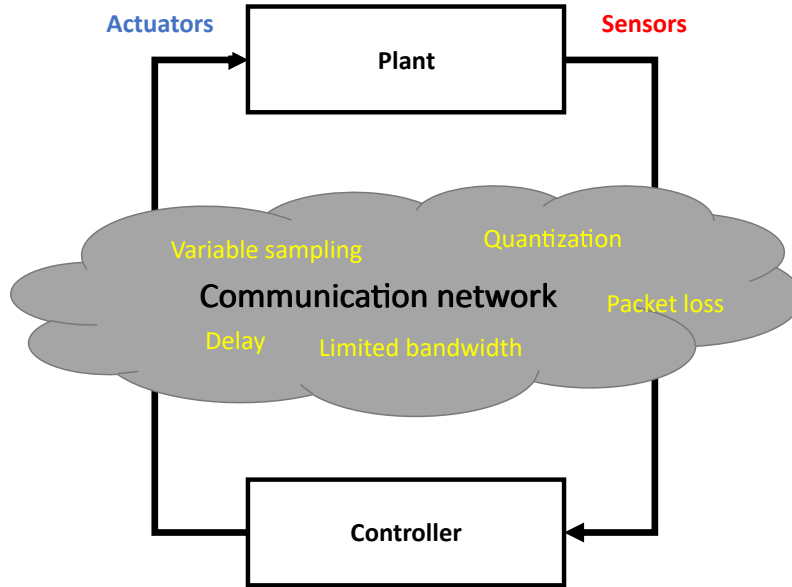 Actuators
Sensors
Plant
Quantization
Variable sampling
Communication network
Packet loss
Delay
Limited bandwidth
Controller